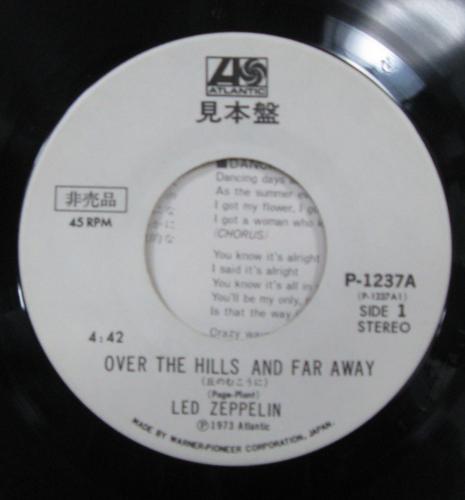 ATLANTIC
見本盤
非売品
45 RPM
P-1237A
(P-1237A1)
SIDE 1
STEREO
4:42
OVER THE HILLS AND FAR AWAY
(丘のむこうに)
(Page-Plant)
LED ZEPPELIN
Ⓟ1973 Atlantic
MADE BY WARNER-PIONEER CORPORATION, JAPAN.
Dancing days
As the summer
I got my flower, I
I got a woman who
(CHORUS)
You know it's alright
I said it's alright
You know it's all in
You'll be my only,
Is that the way
Crazy